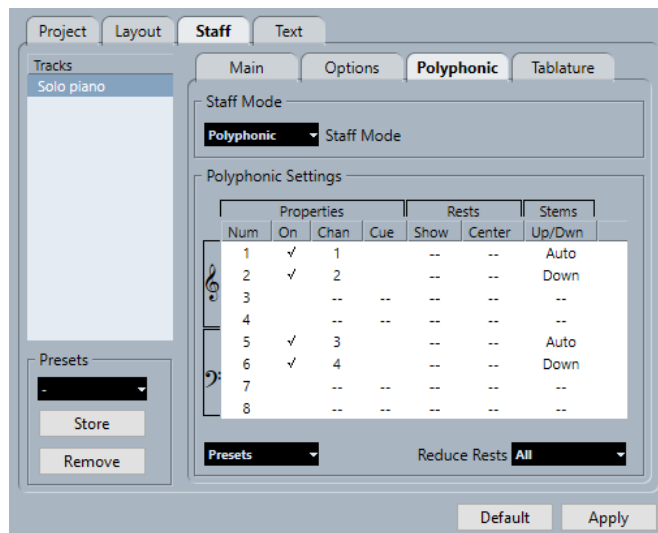 Project Layout Staff Text
Tracks
Solo piano
Main Options Polyphonic Tablature
Staff Mode
Polyphonic Staff Mode
Polyphonic Settings
Properties Rests Stems
Num On Chan Cue Show Center Up/Dwn
1 √ 1 -- -- Auto
2 √ 2 -- -- Down
3 -- -- -- -- --
4 -- -- -- -- --
5 √ 3 -- -- Auto
6 √ 4 -- -- Down
7 -- -- -- -- --
8 -- -- -- -- --
Presets
-
Store
Remove
Presets Reduce Rests All
Default Apply